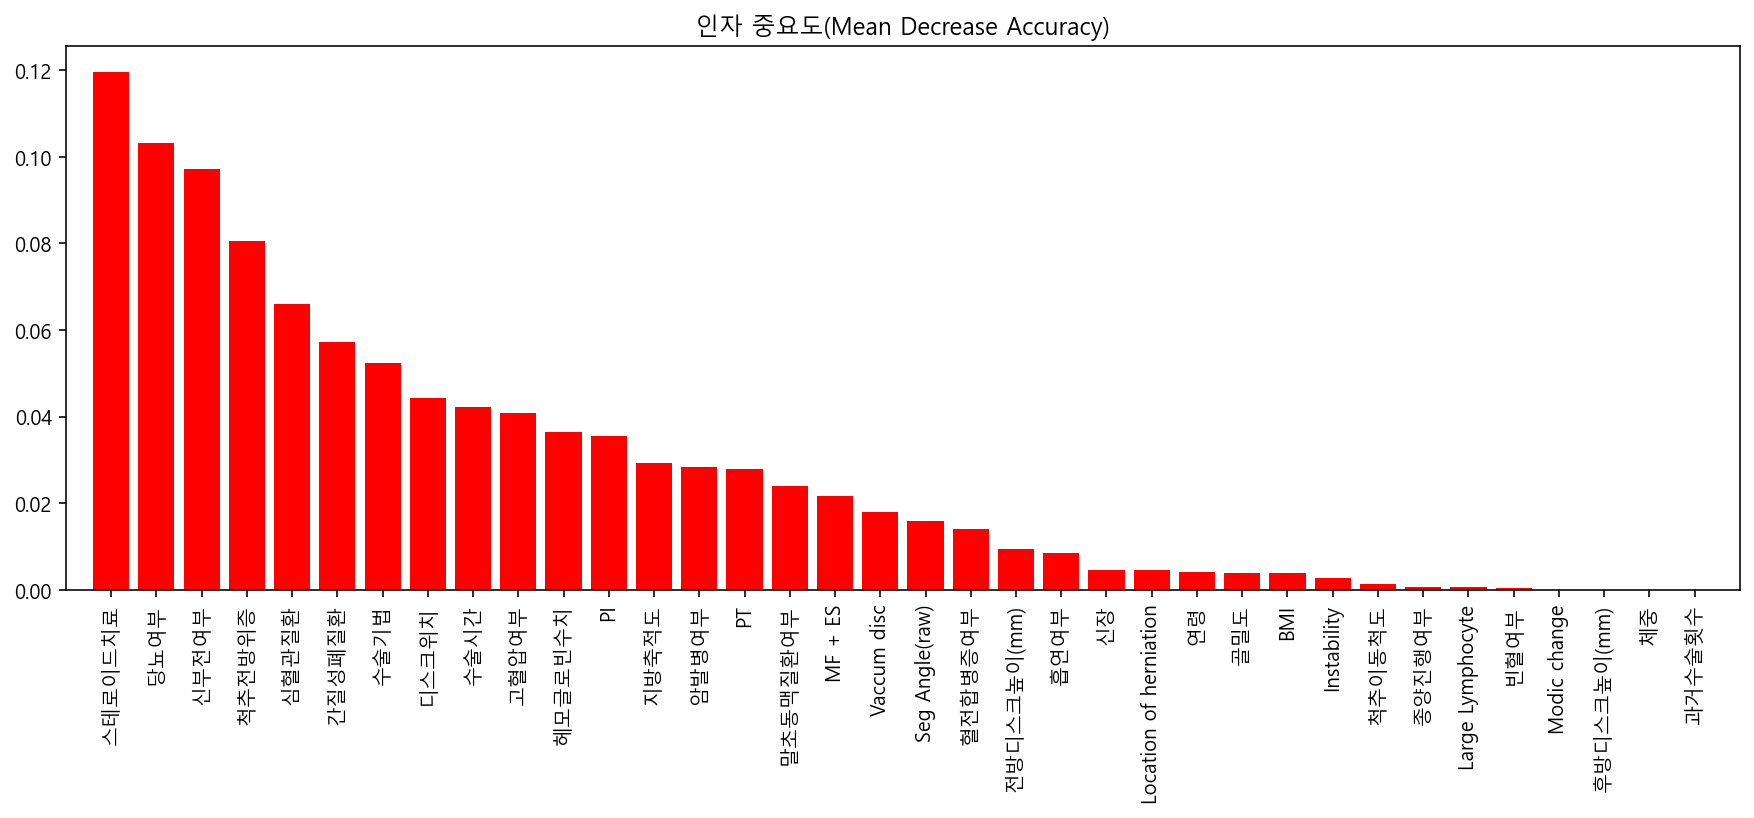 인자 중요도(Mean Decrease Accuracy)
0.12
0.10
0.08
0.06
0.04
0.02
0.00
스테로이드치료
당뇨여부
신부전여부
척추전방위증
심혈관질환
간질성폐질환
수술기법
디스크위치
수술시간
고혈압여부
헤모글로빈수치
PI
지방축적도
암발병여부
PT
말초동맥질환여부
MF + ES
Vaccum disc
Seg Angle(raw)
혈전합병증여부
전방디스크높이(mm)
흡연여부
신장
Location of herniation
연령
골밀도
BMI
Instability
척추이동척도
종양진행여부
Large Lymphocyte
빈혈여부
Modic change
후방디스크높이(mm)
체중
과거수술횟수